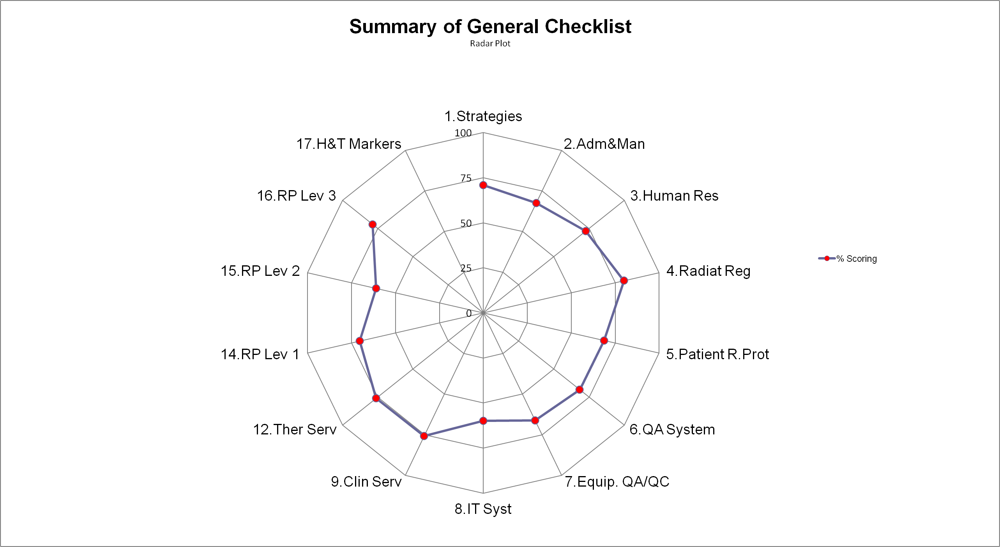 Summary of General Checklist
Radar Plot
1.Strategies
2.Adm&Man
3.Human Res
4.Radiat Reg
5.Patient R.Prot
6.QA System
7.Equip. QA/QC
8.IT Syst
9.Clin Serv
12.Ther Serv
14.RP Lev 1
15.RP Lev 2
16.RP Lev 3
17.H&T Markers
100
75
50
25
0
% Scoring